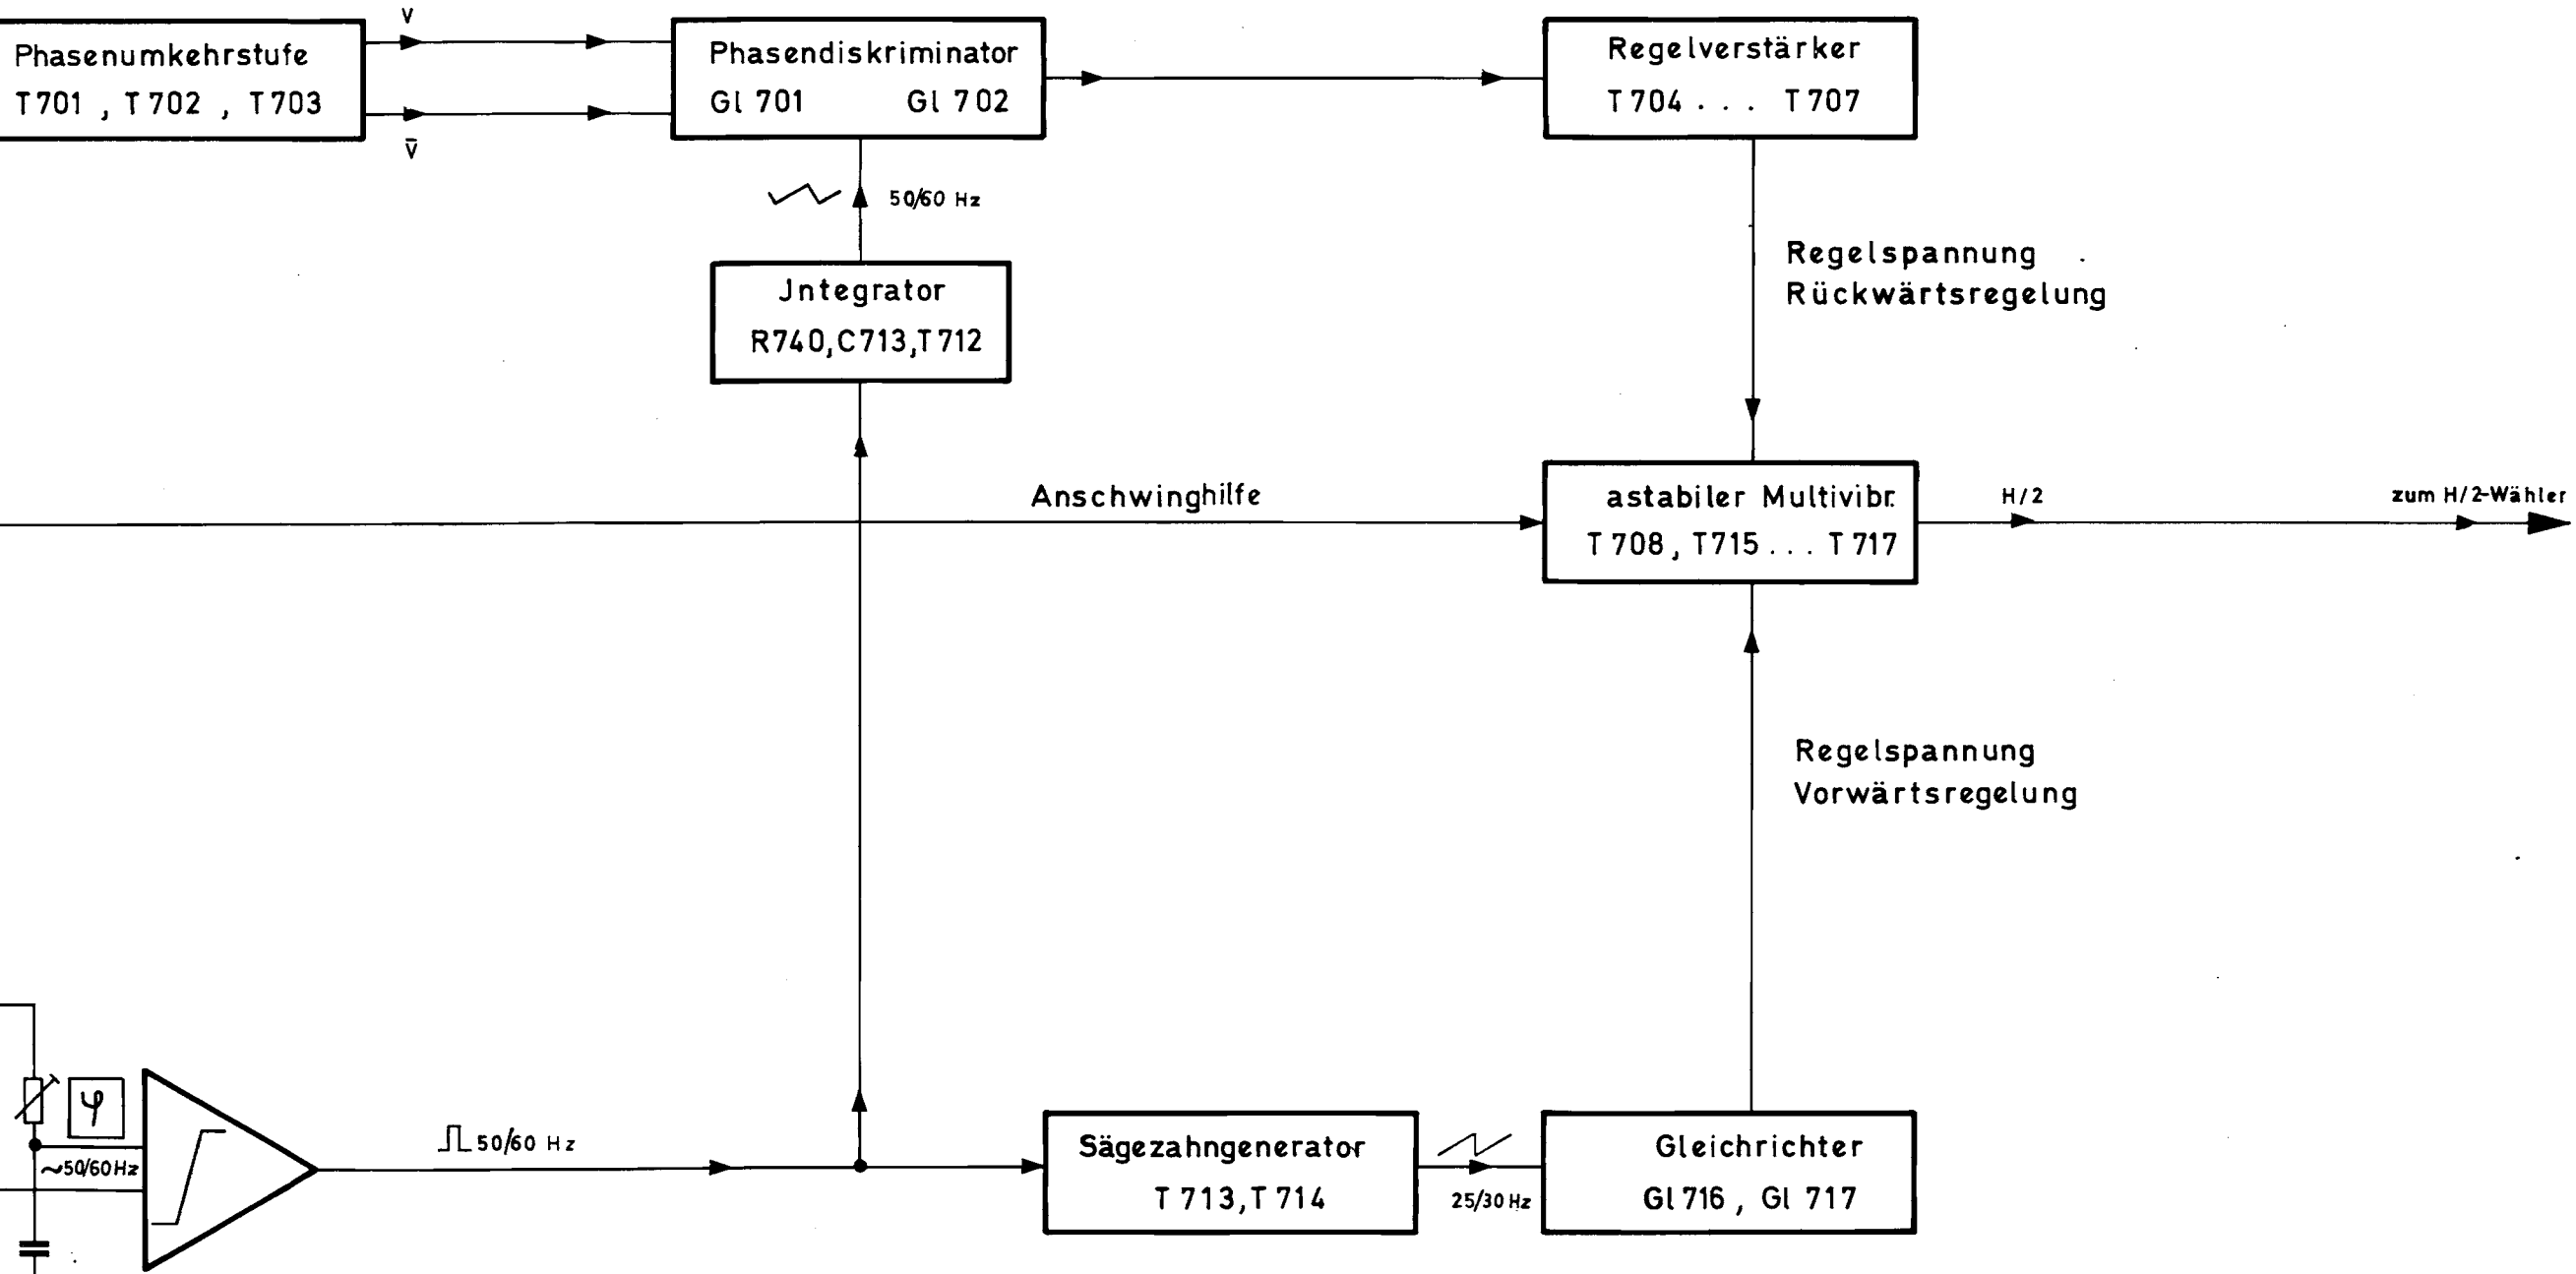 Phasenumkehrstufe
T701 , T702 , T703
V
V̄
Phasendiskriminator
Gl 701 Gl 702
Regelverstärker
T704 . . . T707
50/60 Hz
Jntegrator
R740,C713,T712
Regelspannung
Rückwärtsregelung
Anschwinghilfe
astabiler Multivibr.
T708, T715 . . . T717
H/2
zum H/2-Wähler
Regelspannung
Vorwärtsregelung
φ
~50/60Hz
50/60 Hz
Sägezahngenerator
T713,T714
25/30 Hz
Gleichrichter
Gl716, Gl 717